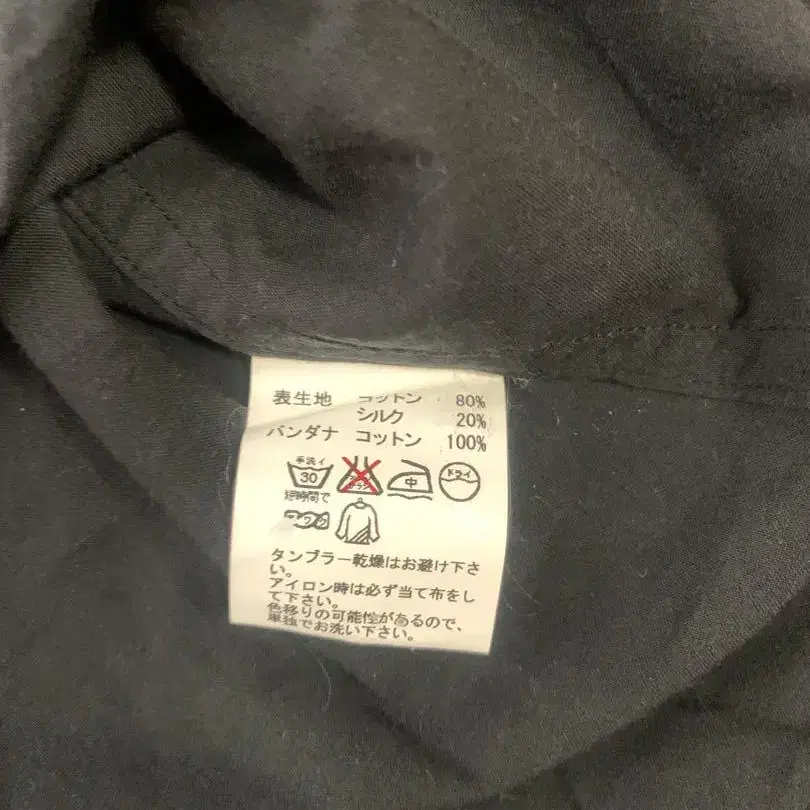 表生地 コットン 80%
シルク 20%
バンダナ コットン 100%
手洗イ
30
中
ドライ
短時間で
タンブラー乾燥はお避け下さ
い。
アイロン時は必ず当て布をし
て下さい。
色移りの可能性があるので、
単独でお洗い下さい。